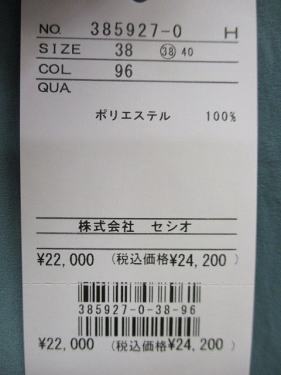 NO. 385927-0 H
SIZE 38 ㊳ 40
COL 96
QUA
ポリエステル 100%
株式会社 セシオ
¥22,000 (税込価格¥24,200)
385927-0-38-96
¥22,000 (税込価格¥24,200)